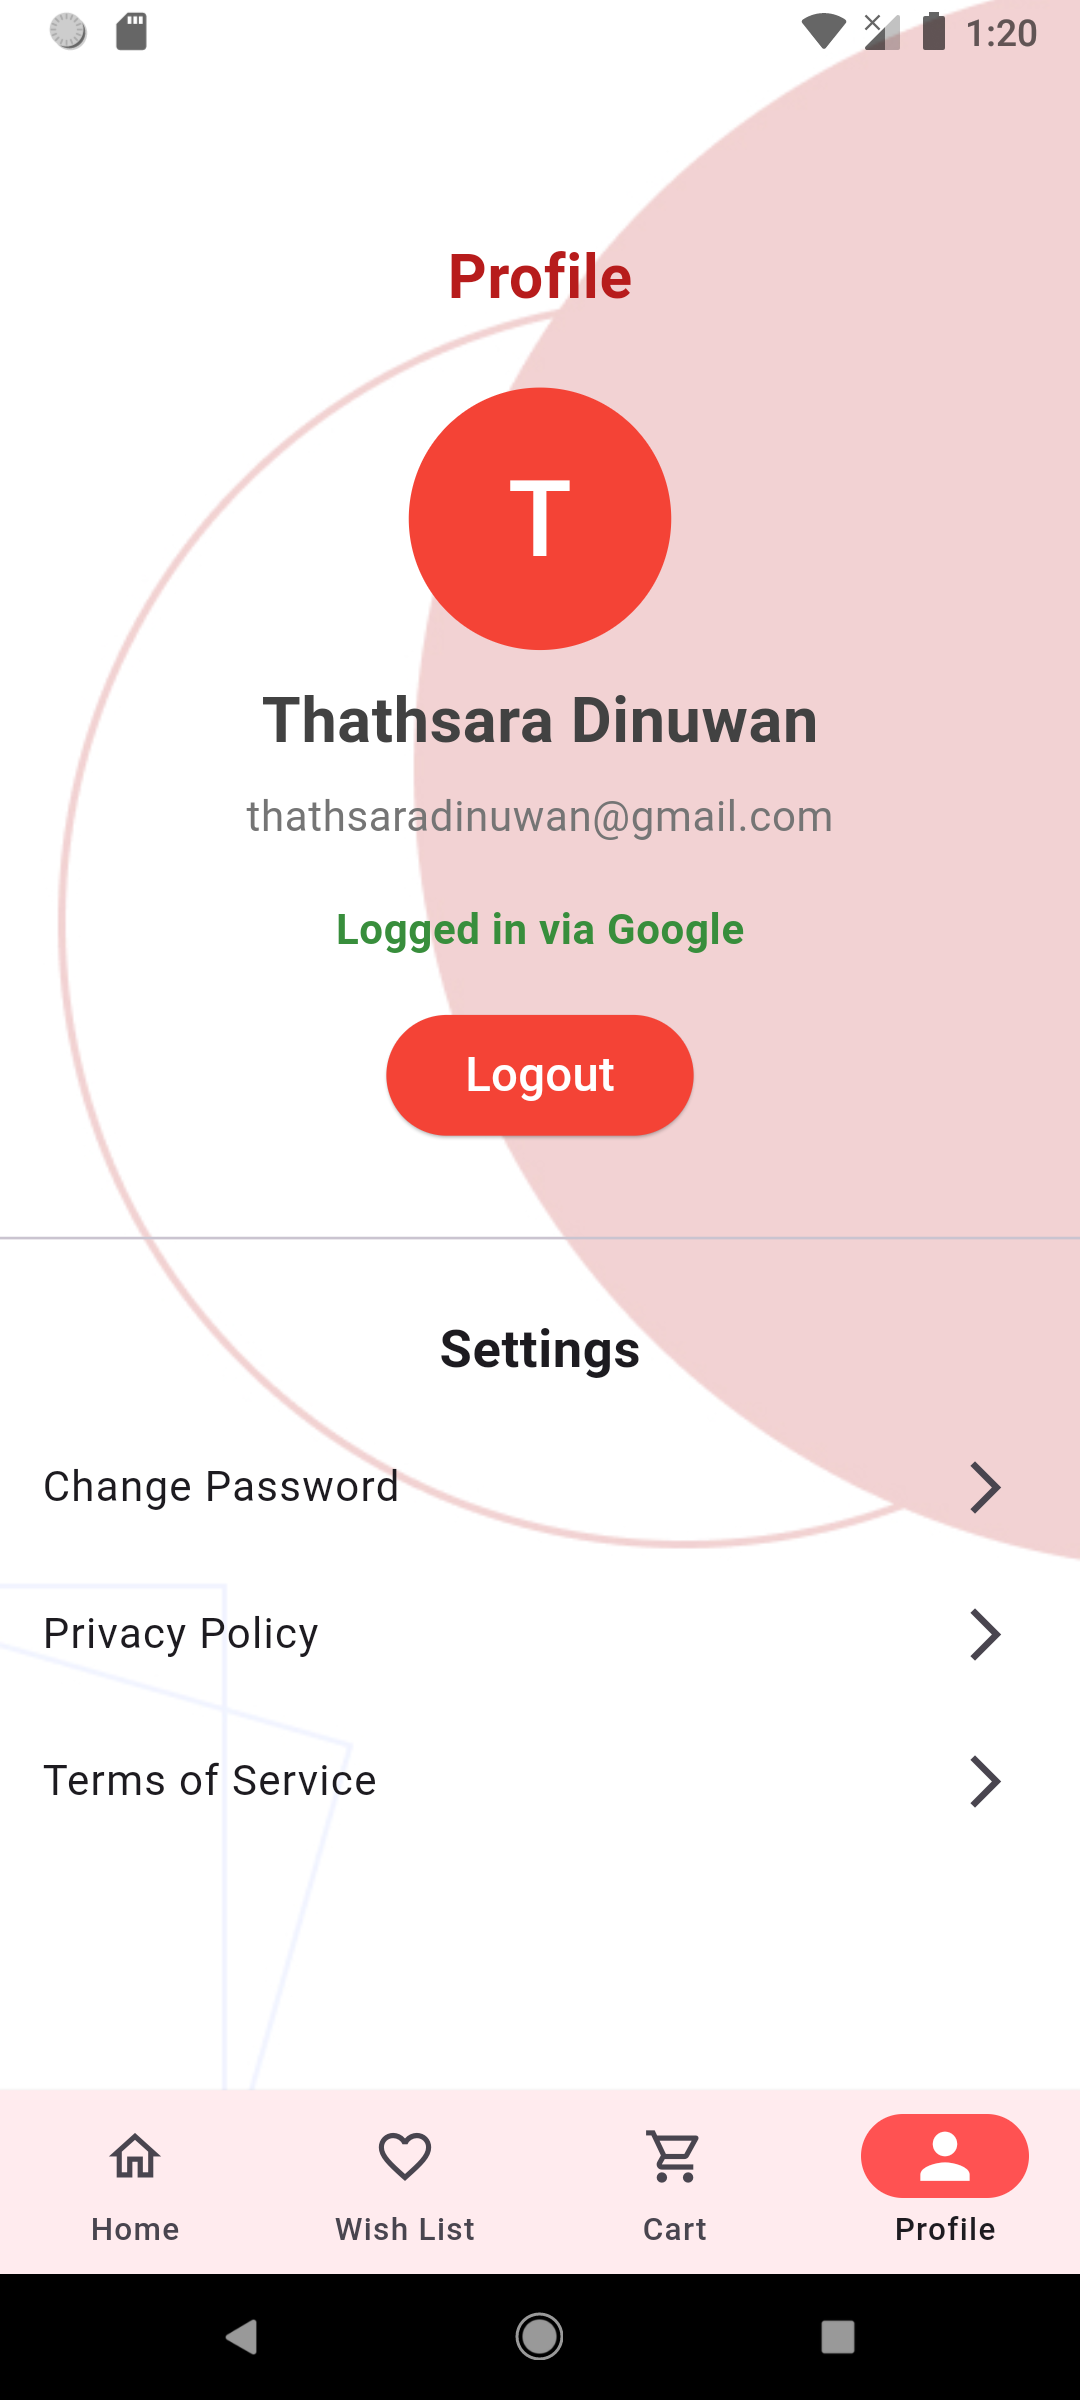 1:20
Profile
T
Thathsara Dinuwan
thathsaradinuwan@gmail.com
Logged in via Google
Logout
Settings
Change Password
Privacy Policy
Terms of Service
Home
Wish List
Cart
Profile